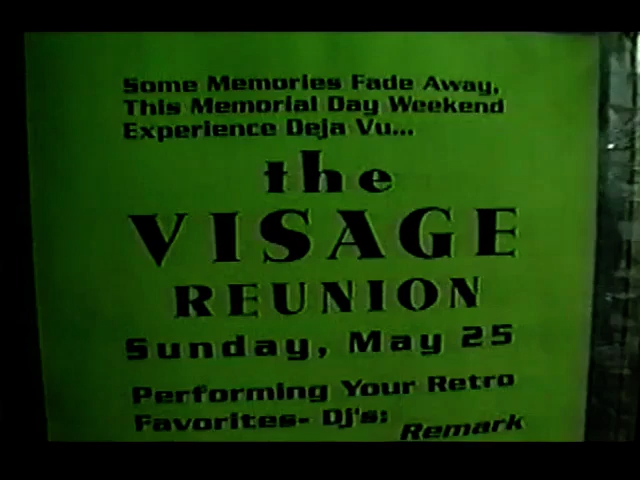 Some Memories Fade Away,
This Memorial Day Weekend
Experience Deja Vu...
the
VISAGE
REUNION
Sunday, May 25
Performing Your Retro
Favorites- Dj's:
Remark